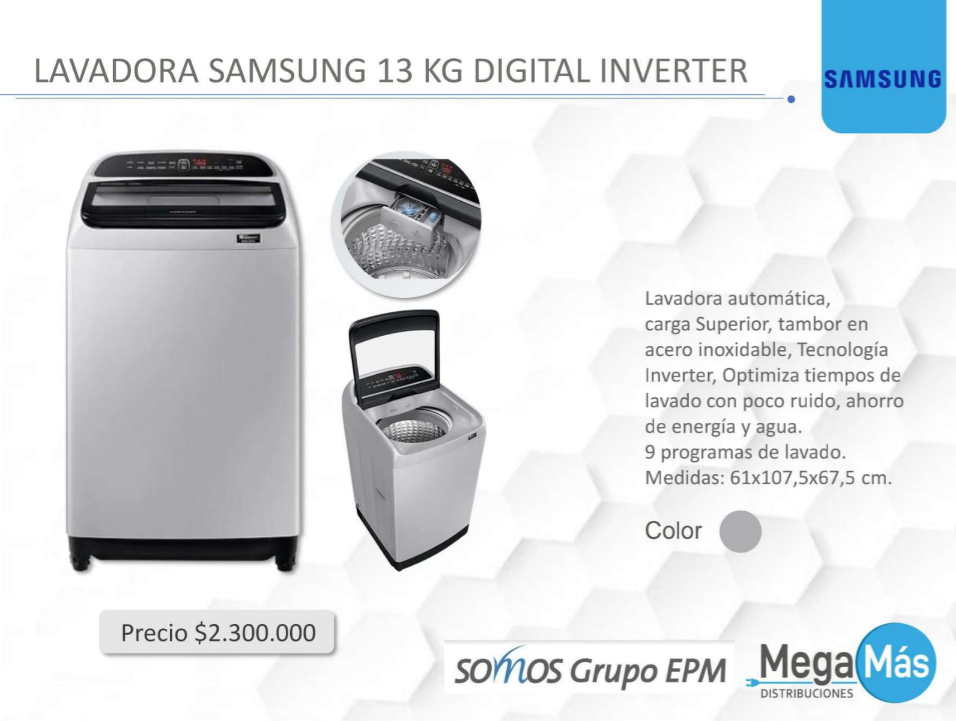 LAVADORA SAMSUNG 13 KG DIGITAL INVERTER
SAMSUNG
Lavadora automática,
carga Superior, tambor en
acero inoxidable, Tecnología
Inverter, Optimiza tiempos de
lavado con poco ruido, ahorro
de energía y agua.
9 programas de lavado.
Medidas: 61x107,5x67,5 cm.
Color
Precio $2.300.000
somos Grupo EPM
MegaMás
DISTRIBUCIONES